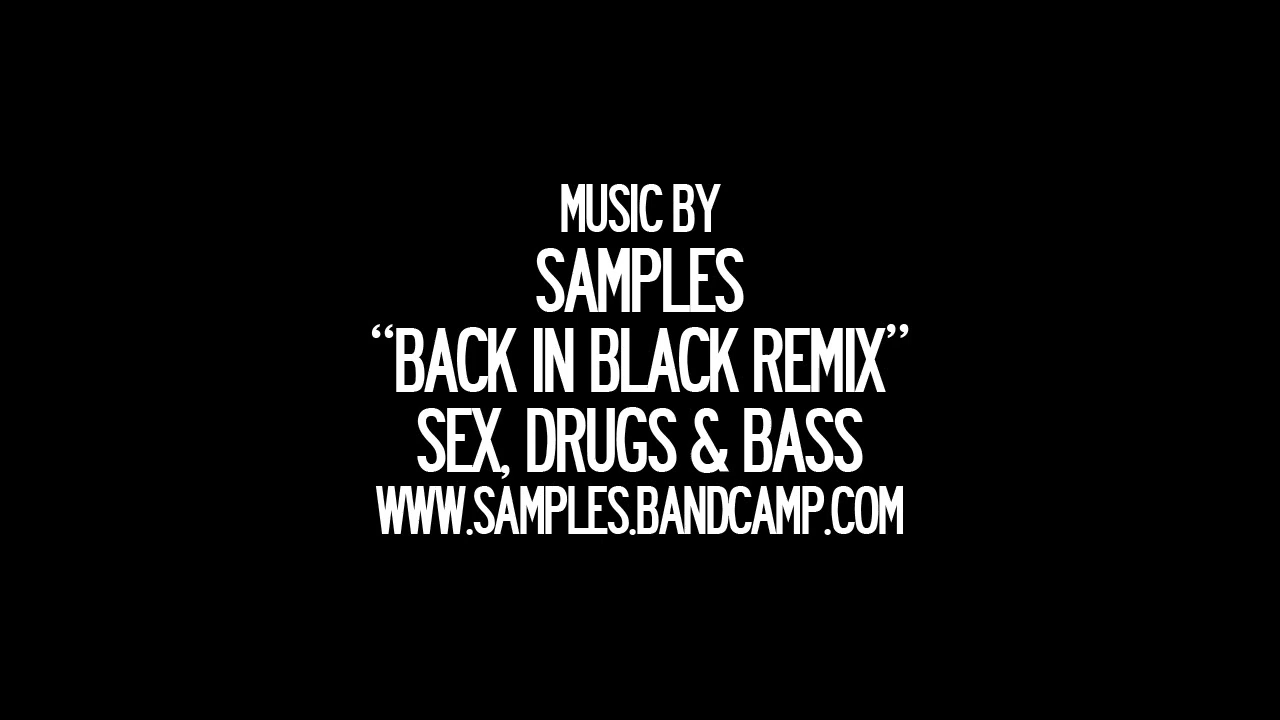 MUSIC BY
SAMPLES
“BACK IN BLACK REMIX”
SEX, DRUGS & BASS
WWW.SAMPLES.BANDCAMP.COM